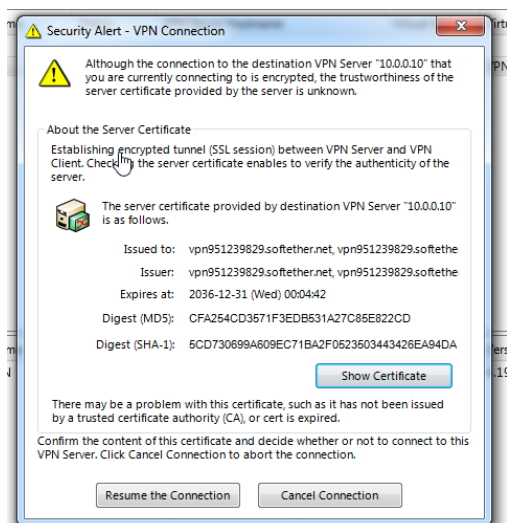 Security Alert - VPN Connection
Although the connection to the destination VPN Server "10.0.0.10" that
you are currently connecting to is encrypted, the trustworthiness of the
server certificate provided by the server is unknown.
About the Server Certificate
Establishing encrypted tunnel (SSL session) between VPN Server and VPN
Client. the server certificate enables to verify the authenticity of the
server.
The server certificate provided by destination VPN Server "10.0.0.10"
is as follows.
Issued to: vpn951239829.softether.net, vpn951239829.softethe
Issuer: vpn951239829.softether.net, vpn951239829.softethe
Expires at: 2036-12-31 (Wed) 00:04:42
Digest (MD5): CFA254CD3571F3EDB531A27C85E822CD
Digest (SHA-1): 5CD730699A609EC71BA2F0523503443426EA94DA
Show Certificate
There may be a problem with this certificate, such as it has not been issued
by a trusted certificate authority (CA), or cert is expired.
Confirm the content of this certificate and decide whether or not to connect to this
VPN Server. Click Cancel Connection to abort the connection.
Resume the Connection
Cancel Connection